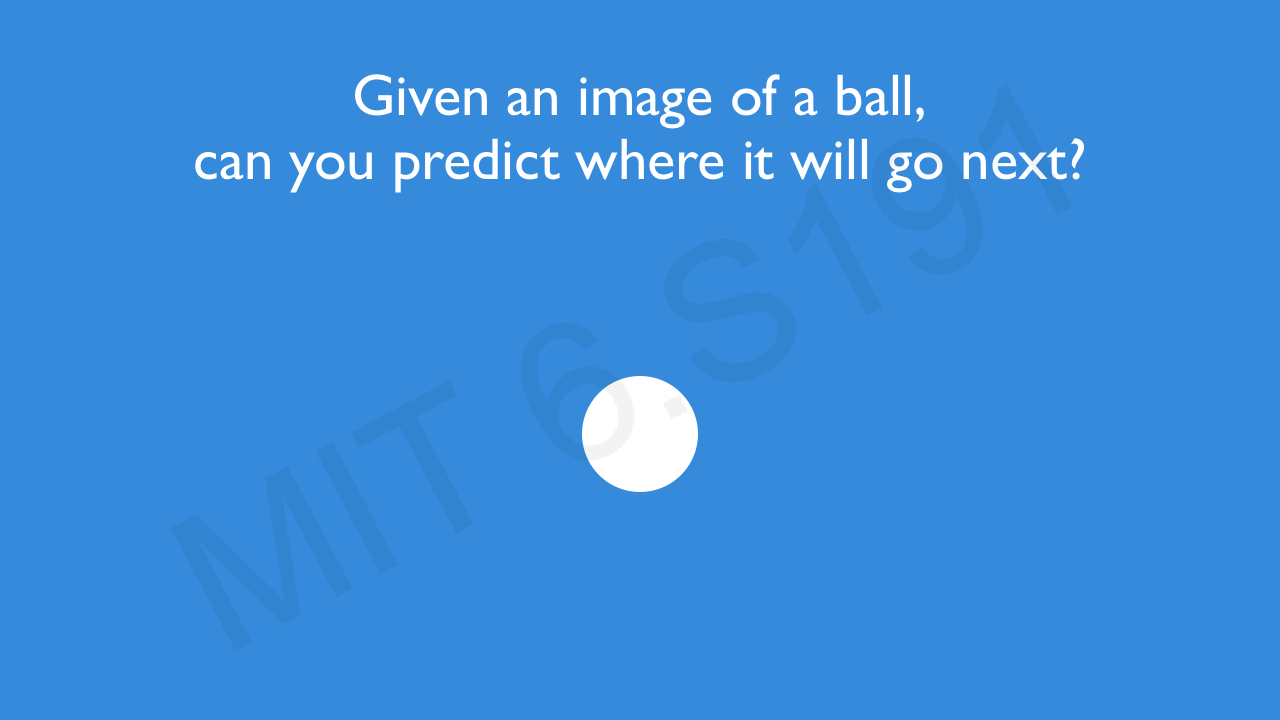 Given an image of a ball,
can you predict where it will go next?
MIT 6.S191